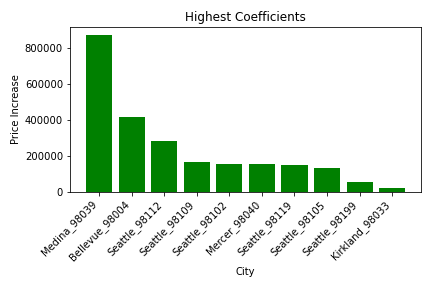 Highest Coefficients
800000
600000
400000
200000
0
Price Increase
Medina_98039
Bellevue_98004
Seattle_98112
Seattle_98109
Seattle_98102
Mercer_98040
Seattle_98119
Seattle_98105
Seattle_98199
Kirkland_98033
City